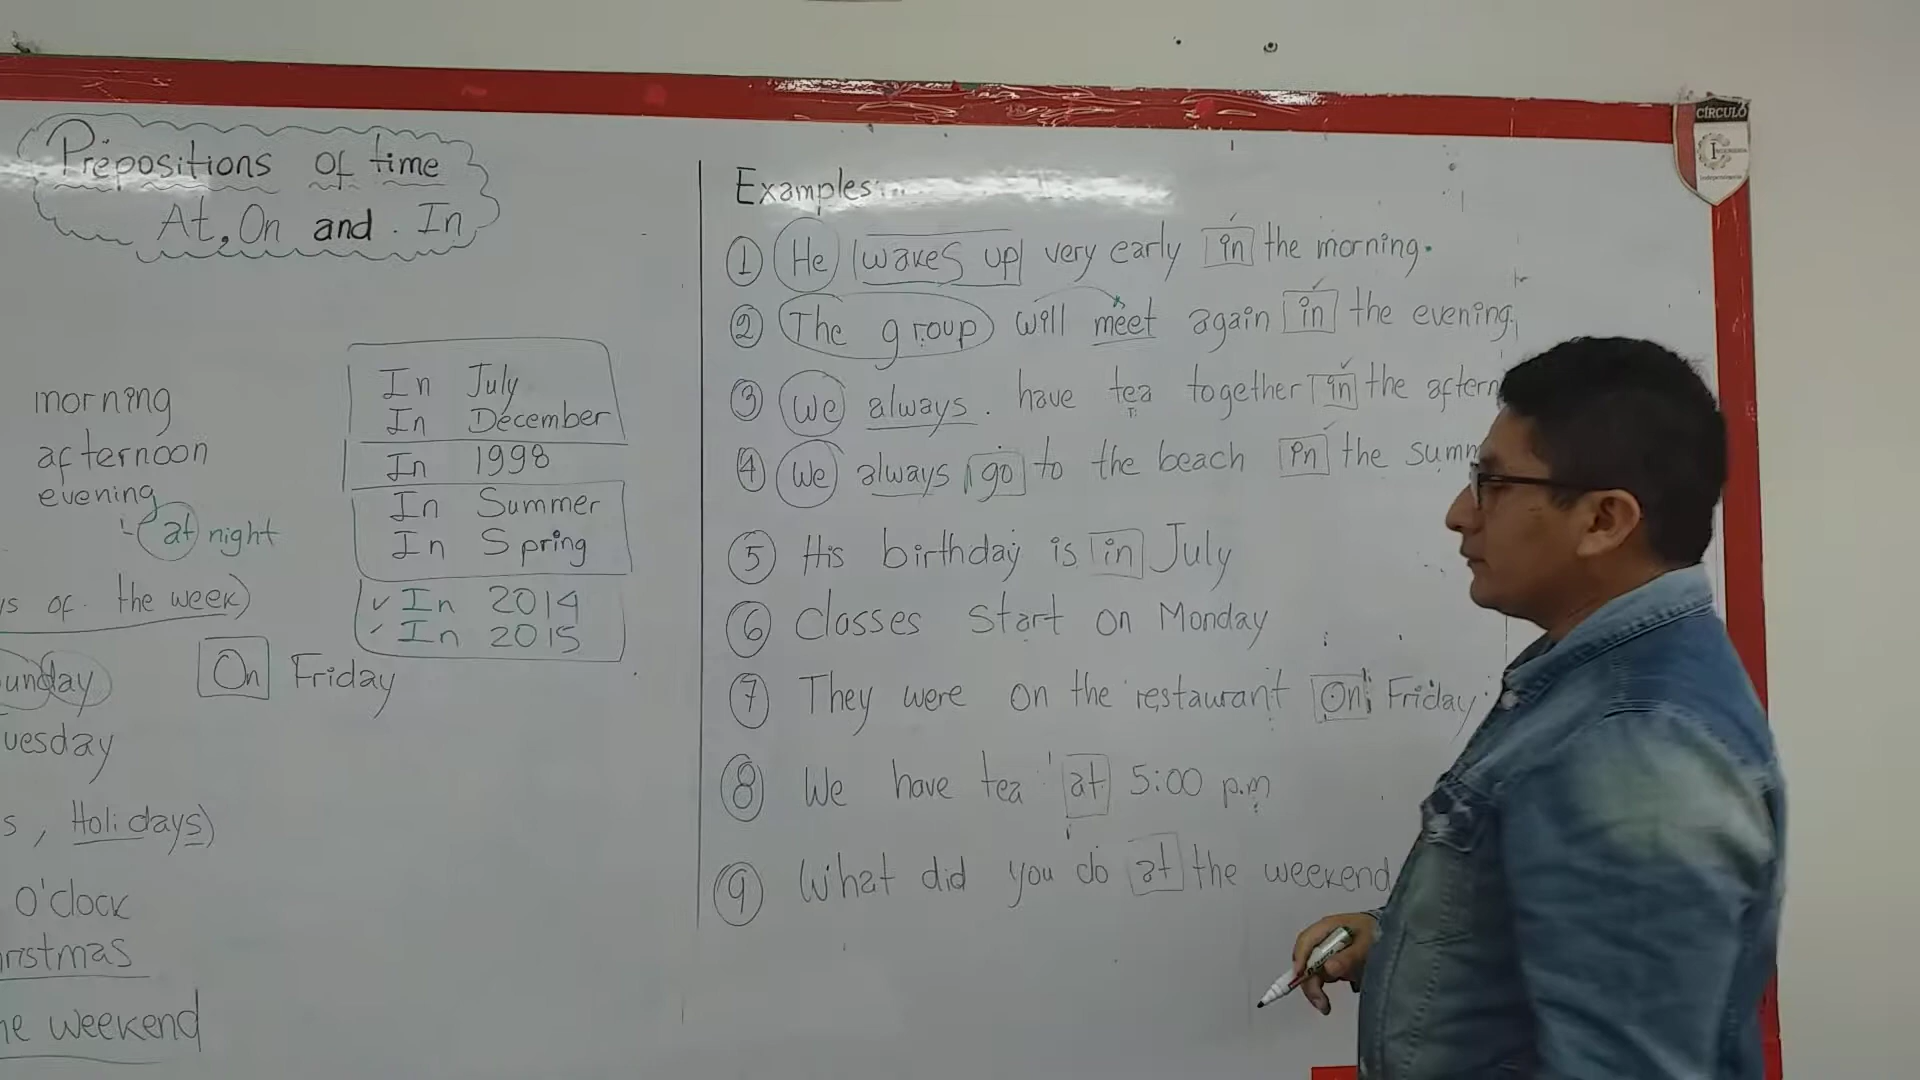 Prepositions of time
At, On and . In
morning
afternoon
evening
at night
of. the week)
On Friday
uesday
, Holidays)
O'clock
ristmas
weekend
In July
In December
In 1998
In Summer
In Spring
In 2014
In 2015
Examples:..
1 He wakes up very early in the morning.
2 The group will meet again in the evening.
3 We always . have tea together in the aftern
4 We always go to the beach in the summ
5 His birthday is in July
6 Classes Start on Monday
7 They were on the restaurant On Friday
8 We have tea at 5:00 p.m
9 What did you do at the weekend
CÍRCULO